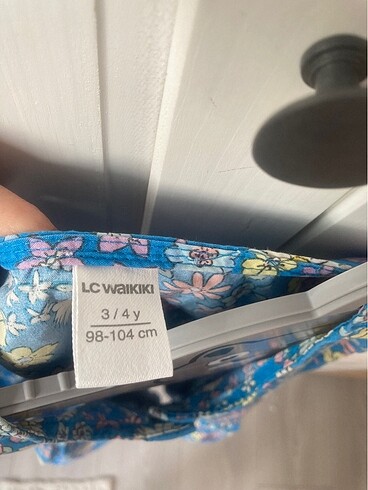 LC WAIKIKI
3 / 4 y
98-104 cm